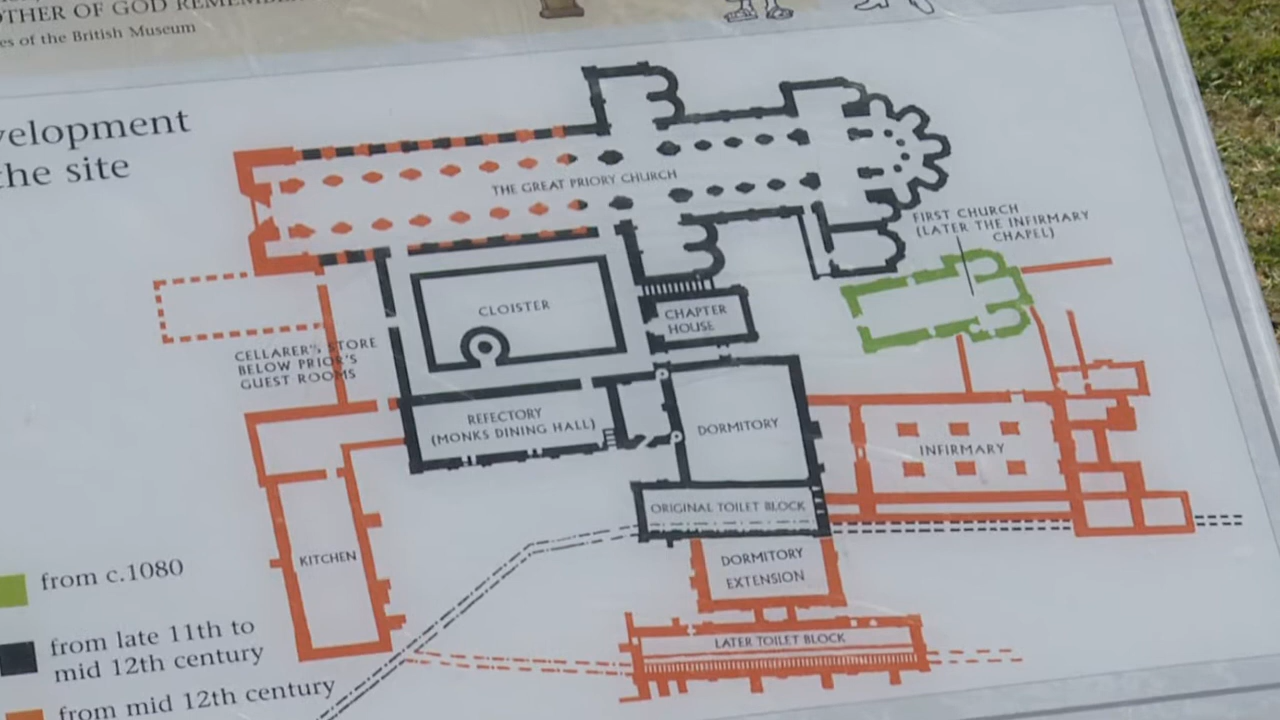 OTHER OF GOD REMEMBE
es of the British Museum
velopment
the site
THE GREAT PRIORY CHURCH
FIRST CHURCH
(LATER THE INFIRMARY
CHAPEL)
CLOISTER
CHAPTER
HOUSE
CELLARER'S STORE
BELOW PRIOR'S
GUEST ROOMS
REFECTORY
(MONKS DINING HALL)
DORMITORY
INFIRMARY
ORIGINAL TOILET BLOCK
KITCHEN
DORMITORY
EXTENSION
LATER TOILET BLOCK
from c.1080
from late 11th to
mid 12th century
from mid 12th century